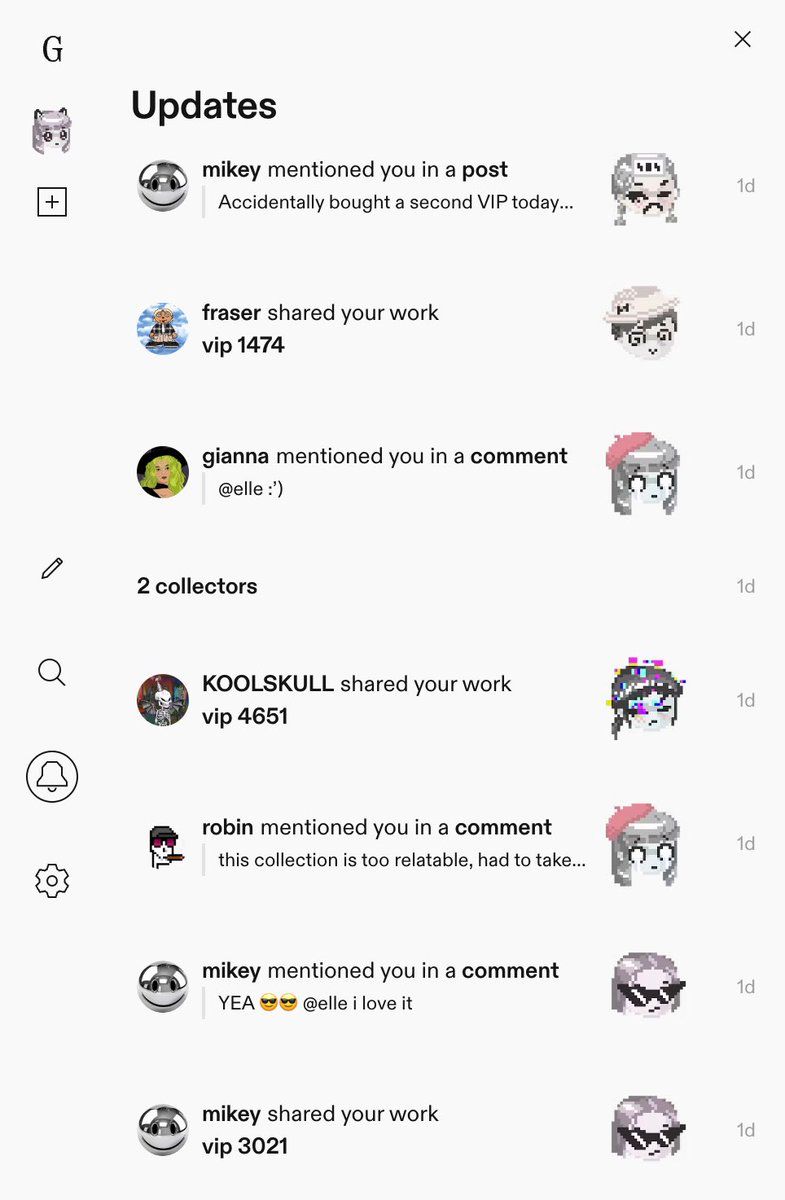 G
Updates
mikey mentioned you in a post
Accidentally bought a second VIP today...
1d
fraser shared your work
vip 1474
1d
gianna mentioned you in a comment
@elle :’)
1d
2 collectors
1d
KOOLSKULL shared your work
vip 4651
1d
robin mentioned you in a comment
this collection is too relatable, had to take...
1d
mikey mentioned you in a comment
YEA 😎😎 @elle i love it
1d
mikey shared your work
vip 3021
1d